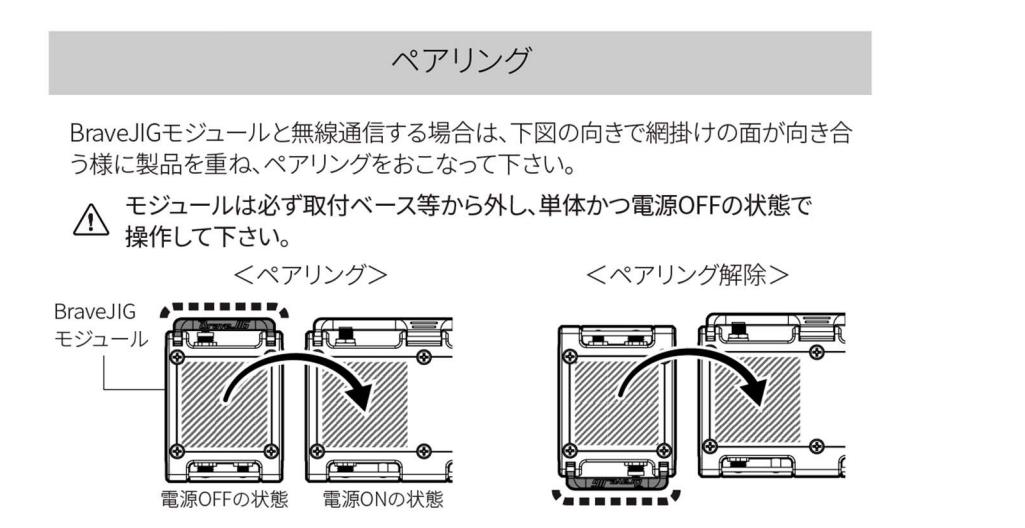 ペアリング
BraveJIGモジュールと無線通信する場合は、下図の向きで網掛けの面が向き合
う様に製品を重ね、ペアリングをおこなって下さい。
モジュールは必ず取付ベース等から外し、単体かつ電源OFFの状態で
操作して下さい。
＜ペアリング＞
＜ペアリング解除＞
BraveJIG
モジュール
BraveJIG
BraveJIG
電源OFFの状態
電源ONの状態